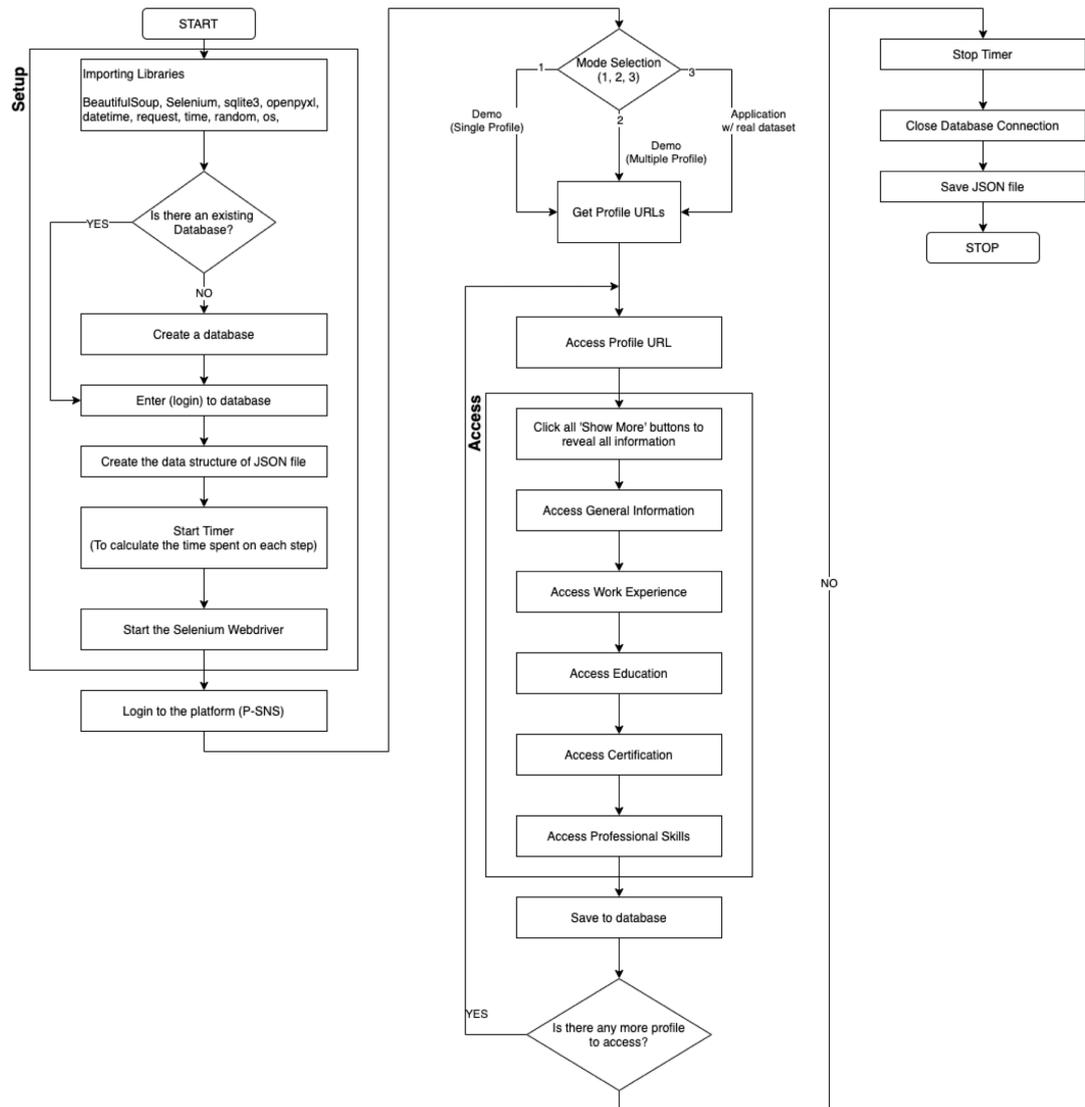 START
Setup
Importing Libraries
BeautifulSoup, Selenium, sqlite3, openpyxl,
datetime, request, time, random, os,
Is there an existing
Database?
YES
NO
Create a database
Enter (login) to database
Create the data structure of JSON file
Start Timer
(To calculate the time spent on each step)
Start the Selenium Webdriver
Login to the platform (P-SNS)
Mode Selection
(1, 2, 3)
1
2
3
Demo
(Single Profile)
Demo
(Multiple Profile)
Application
w/ real dataset
Get Profile URLs
Access Profile URL
Access
Click all 'Show More' buttons to
reveal all information
Access General Information
Access Work Experience
Access Education
Access Certification
Access Professional Skills
Save to database
Is there any more profile
to access?
YES
NO
Stop Timer
Close Database Connection
Save JSON file
STOP